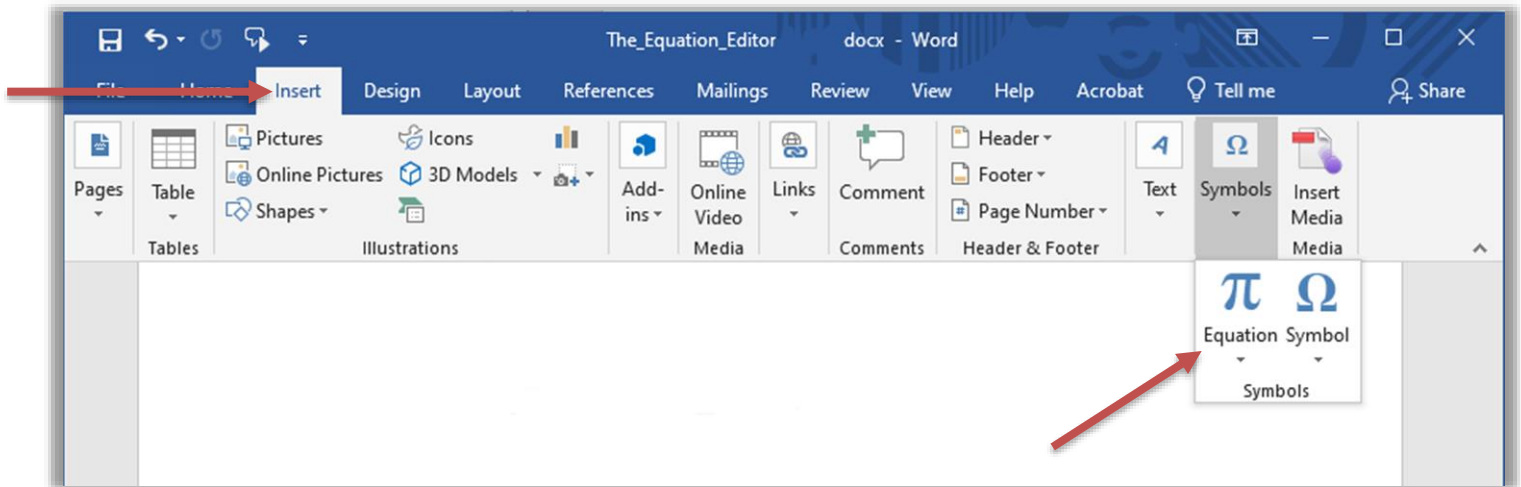 The_Equation_Editor docx - Word
File Home Insert Design Layout References Mailings Review View Help Acrobat Tell me Share
Pages
Table
Pictures
Online Pictures
Shapes
Icons
3D Models
Add-
ins
Online
Video
Links
Comment
Header
Footer
Page Number
Text
Symbols
Insert
Media
Tables Illustrations Media Comments Header & Footer Media
Equation Symbol
Symbols